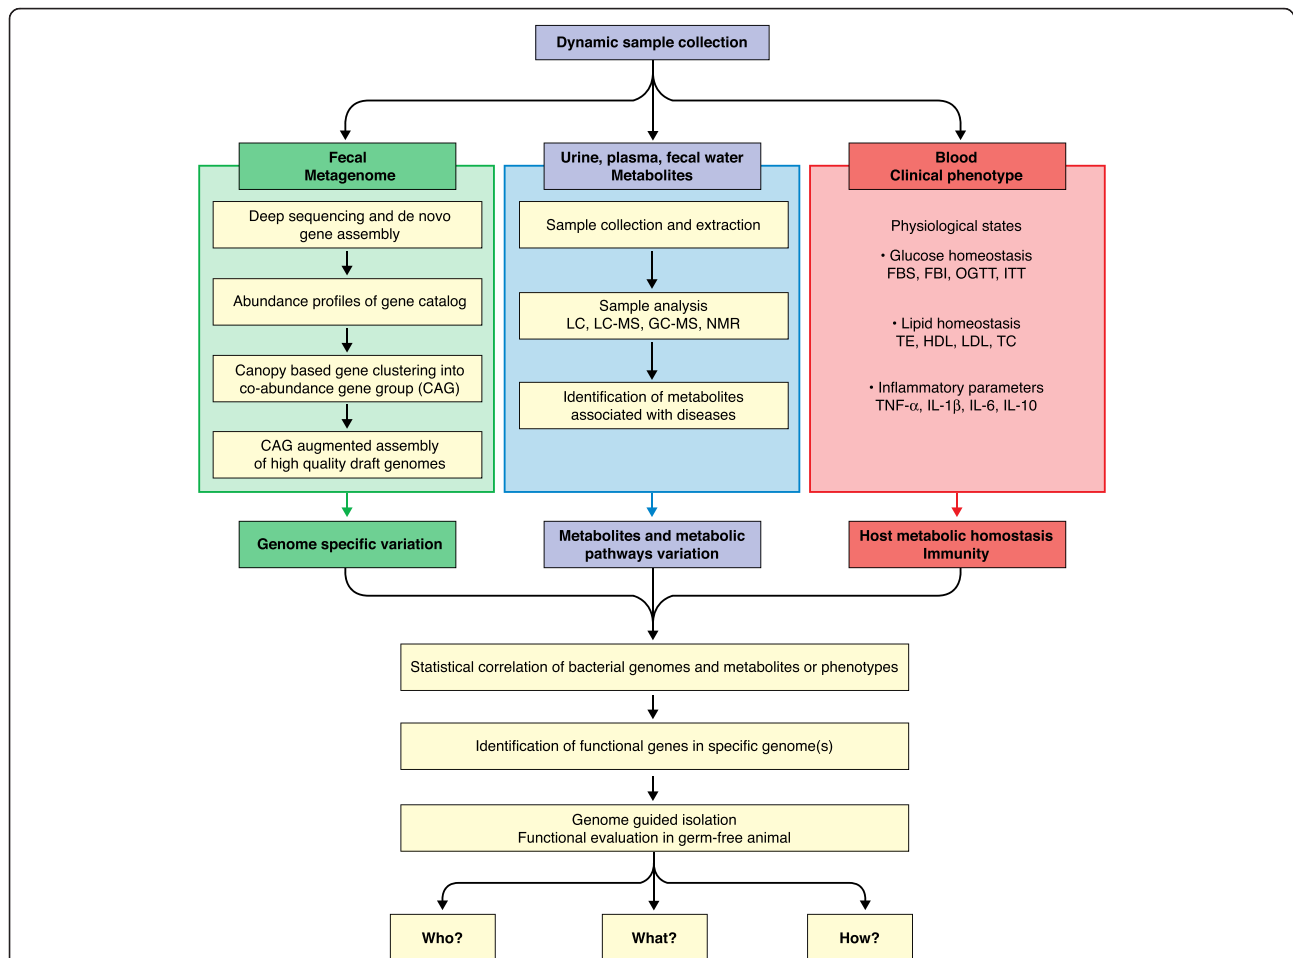 Dynamic sample collection
Fecal
Metagenome
Deep sequencing and de novo
gene assembly
Abundance profiles of gene catalog
Canopy based gene clustering into
co-abundance gene group (CAG)
CAG augmented assembly
of high quality draft genomes
Genome specific variation
Urine, plasma, fecal water
Metabolites
Sample collection and extraction
Sample analysis
LC, LC-MS, GC-MS, NMR
Identification of metabolites
associated with diseases
Metabolites and metabolic
pathways variation
Blood
Clinical phenotype
Physiological states
• Glucose homeostasis
FBS, FBI, OGTT, ITT
• Lipid homeostasis
TE, HDL, LDL, TC
• Inflammatory parameters
TNF-α, IL-1β, IL-6, IL-10
Host metabolic homostasis
Immunity
Statistical correlation of bacterial genomes and metabolites or phenotypes
Identification of functional genes in specific genome(s)
Genome guided isolation
Functional evaluation in germ-free animal
Who?
What?
How?